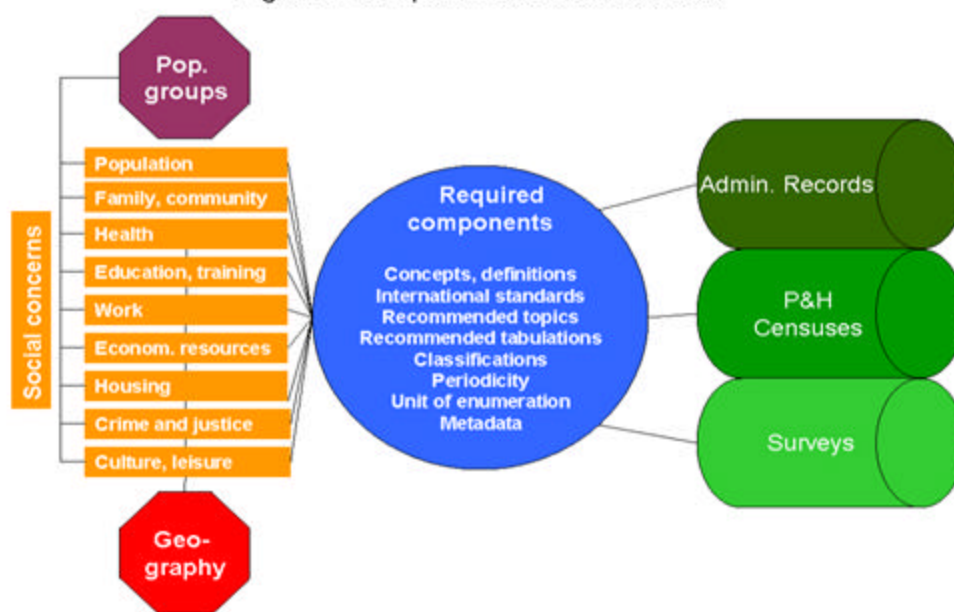 Pop.
groups
Social concerns
Population
Family, community
Health
Education, training
Work
Econom. resources
Housing
Crime and justice
Culture, leisure
Geo-
graphy
Required
components
Concepts, definitions
International standards
Recommended topics
Recommended tabulations
Classifications
Periodicity
Unit of enumeration
Metadata
Admin. Records
P&H
Censuses
Surveys